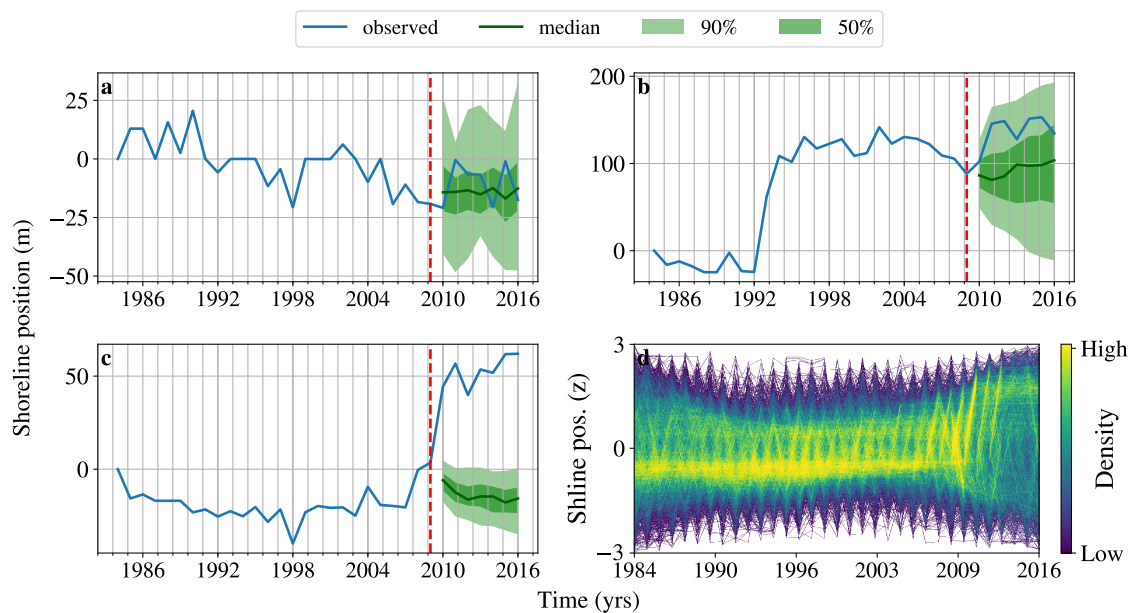 observed median 90% 50%
a
25
0
−25
−50
1986 1992 1998 2004 2010 2016
b
200
100
0
1986 1992 1998 2004 2010 2016
Shoreline position (m)
c
50
0
1986 1992 1998 2004 2010 2016
d
3
0
−3
Shline pos. (z)
1984 1990 1996 2003 2009 2016
High
Density
Low
Time (yrs)